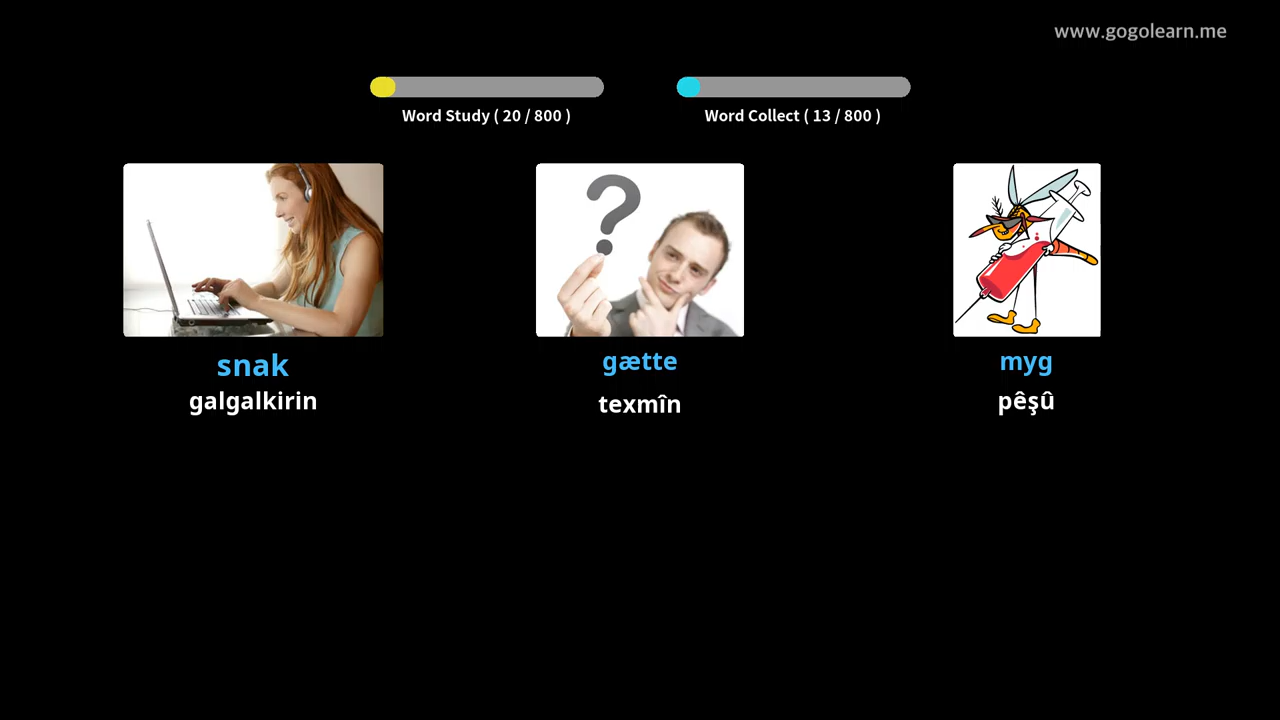 www.gogolearn.me
Word Study ( 20 / 800 )
Word Collect ( 13 / 800 )
snak
galgalkirin
gætte
texmîn
myg
pêşû